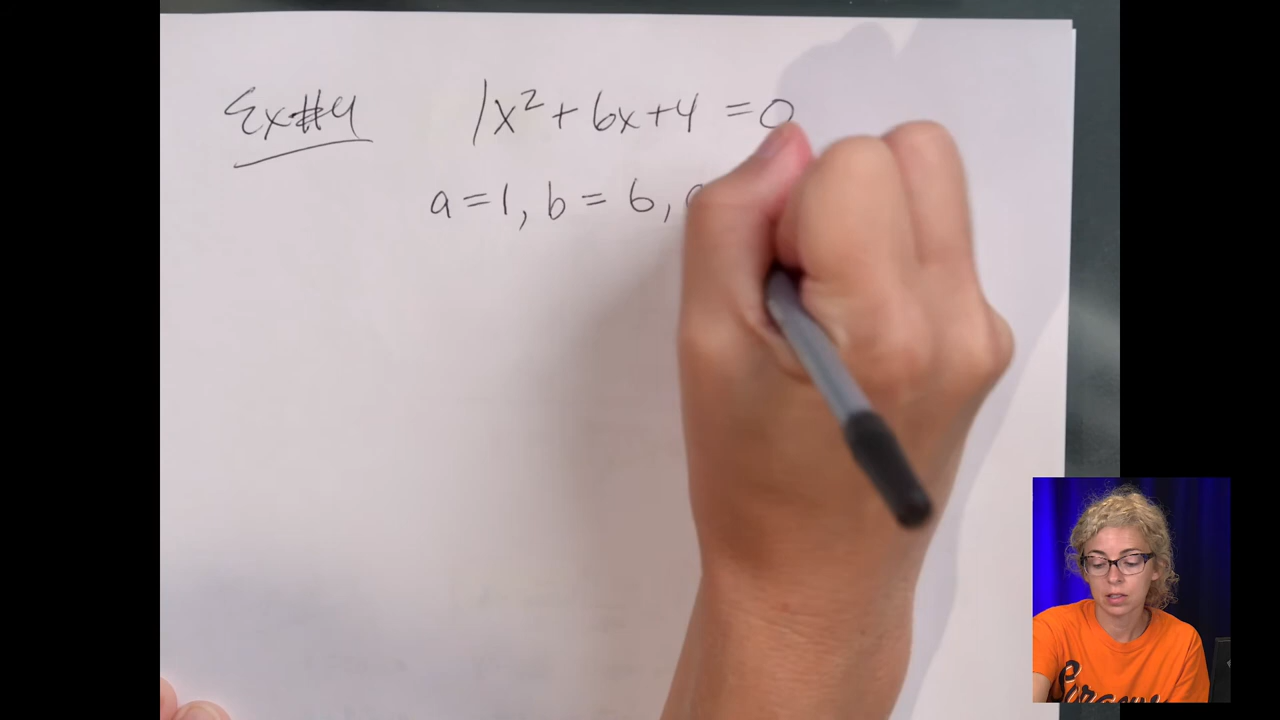 Ex#4 1x² + 6x + 4 = 0
a = 1, b = 6,